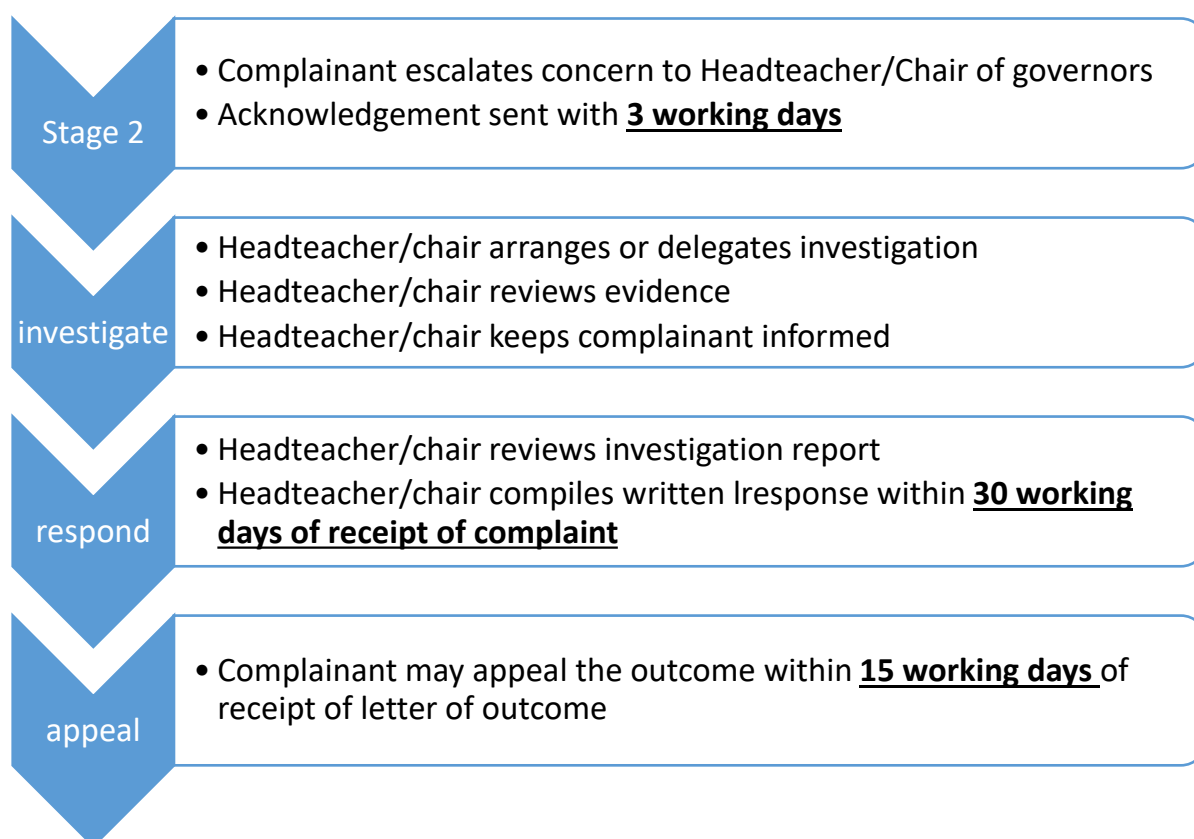 Stage 2
• Complainant escalates concern to Headteacher/Chair of governors
• Acknowledgement sent with 3 working days
investigate
• Headteacher/chair arranges or delegates investigation
• Headteacher/chair reviews evidence
• Headteacher/chair keeps complainant informed
respond
• Headteacher/chair reviews investigation report
• Headteacher/chair compiles written lresponse within 30 working
days of receipt of complaint
appeal
• Complainant may appeal the outcome within 15 working days of
receipt of letter of outcome